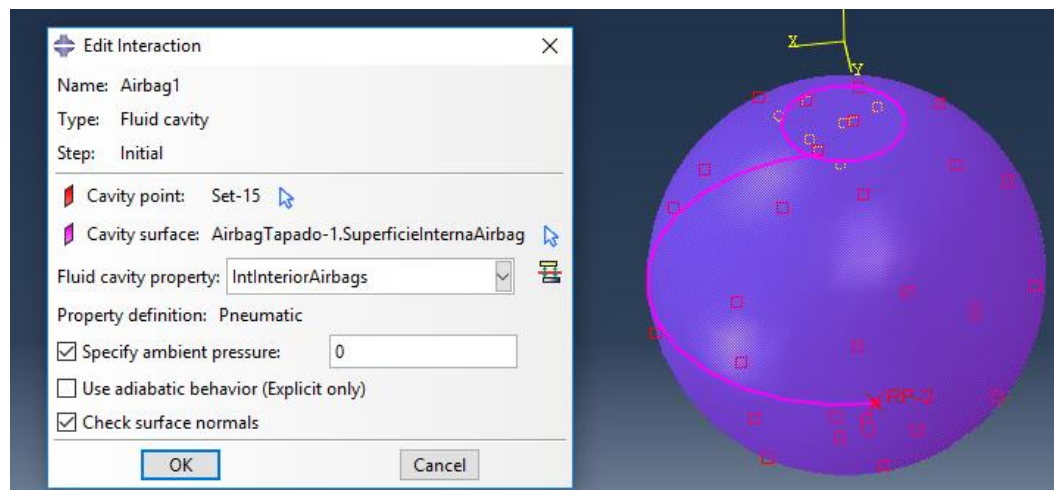 Edit Interaction
Name: Airbag1
Type: Fluid cavity
Step: Initial
Cavity point: Set-15
Cavity surface: AirbagTapado-1.SuperficieInternaAirbag
Fluid cavity property: IntInteriorAirbags
Property definition: Pneumatic
Specify ambient pressure: 0
Use adiabatic behavior (Explicit only)
Check surface normals
OK Cancel
X
Y
RP-2